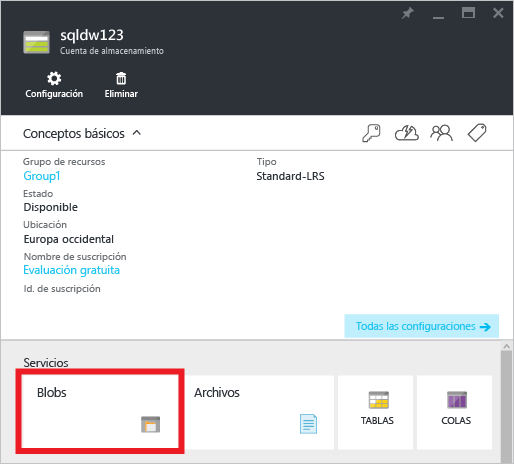 sqldw123
Cuenta de almacenamiento
Configuración Eliminar
Conceptos básicos
Grupo de recursos Tipo
Group1 Standard-LRS
Estado
Disponible
Ubicación
Europa occidental
Nombre de suscripción
Evaluación gratuita
Id. de suscripción
Todas las configuraciones
Servicios
Blobs Archivos
TABLAS COLAS